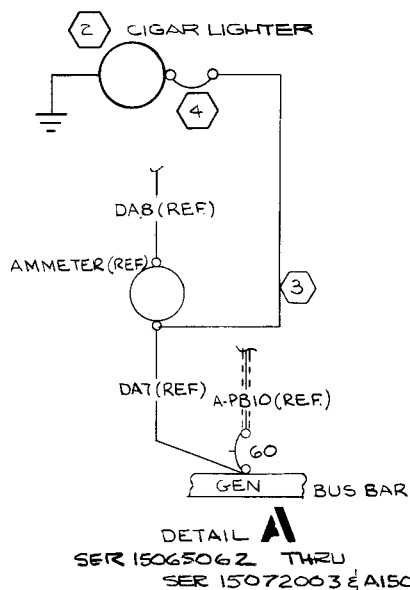 2 CIGAR LIGHTER
4
DA8 (REF)
AMMETER (REF)
3
DA7 (REF)
A-PB10 (REF.)
60
GEN BUS BAR
DETAIL A
SER 15065062 THRU
SER 15072003 & A150